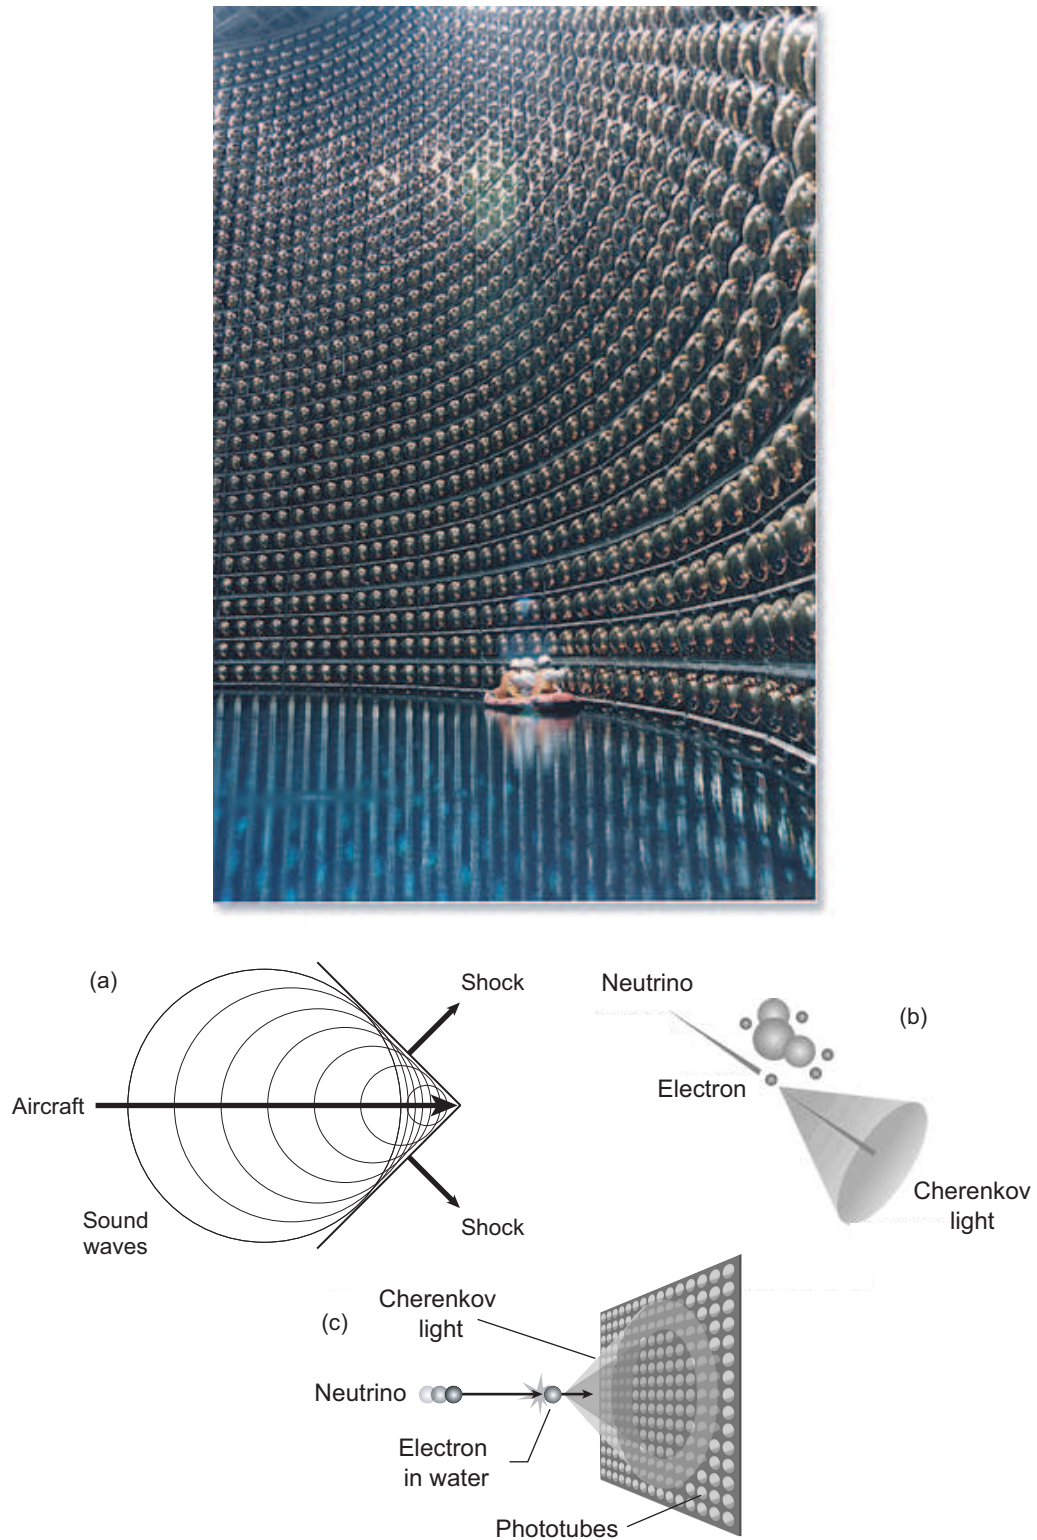 (a)
Shock
Aircraft
Sound
waves
Shock
Neutrino
(b)
Electron
Cherenkov
light
(c)
Cherenkov
light
Neutrino
Electron
in water
Phototubes